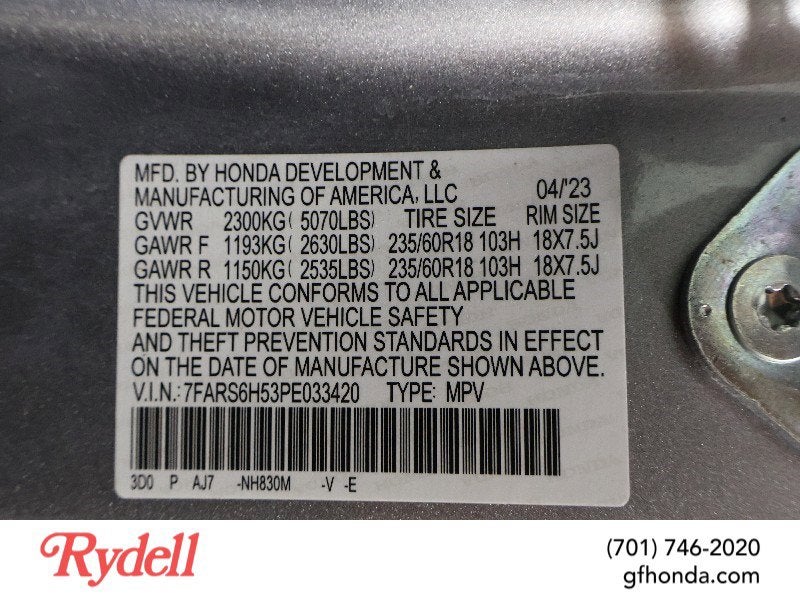 MFD. BY HONDA DEVELOPMENT &
MANUFACTURING OF AMERICA, LLC 04/'23
GVWR 2300KG( 5070LBS) TIRE SIZE RIM SIZE
GAWR F 1193KG( 2630LBS) 235/60R18 103H 18X7.5J
GAWR R 1150KG( 2535LBS) 235/60R18 103H 18X7.5J
THIS VEHICLE CONFORMS TO ALL APPLICABLE
FEDERAL MOTOR VEHICLE SAFETY
AND THEFT PREVENTION STANDARDS IN EFFECT
ON THE DATE OF MANUFACTURE SHOWN ABOVE.
V.I.N.:7FARS6H53PE033420 TYPE: MPV
3D0 P AJ7 -NH830M -V -E
Rydell
(701) 746-2020
gfhonda.com